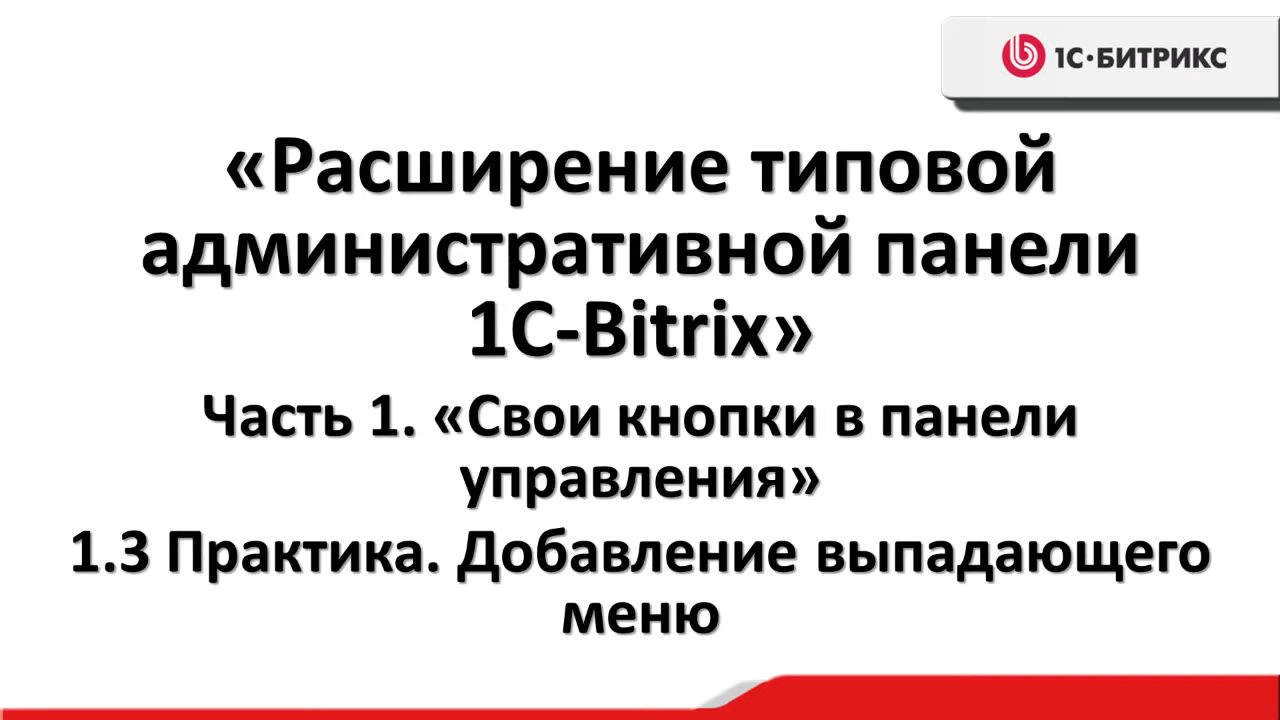 1С·БИТРИКС
«Расширение типовой
административной панели
1C-Bitrix»
Часть 1. «Свои кнопки в панели
управления»
1.3 Практика. Добавление выпадающего
меню